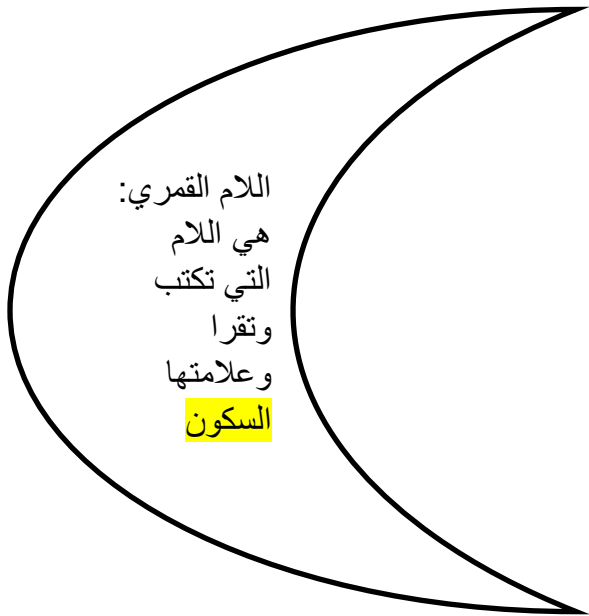 اللام القمري:
هي اللام
التي تكتب
وتقرا
وعلامتها
السكون